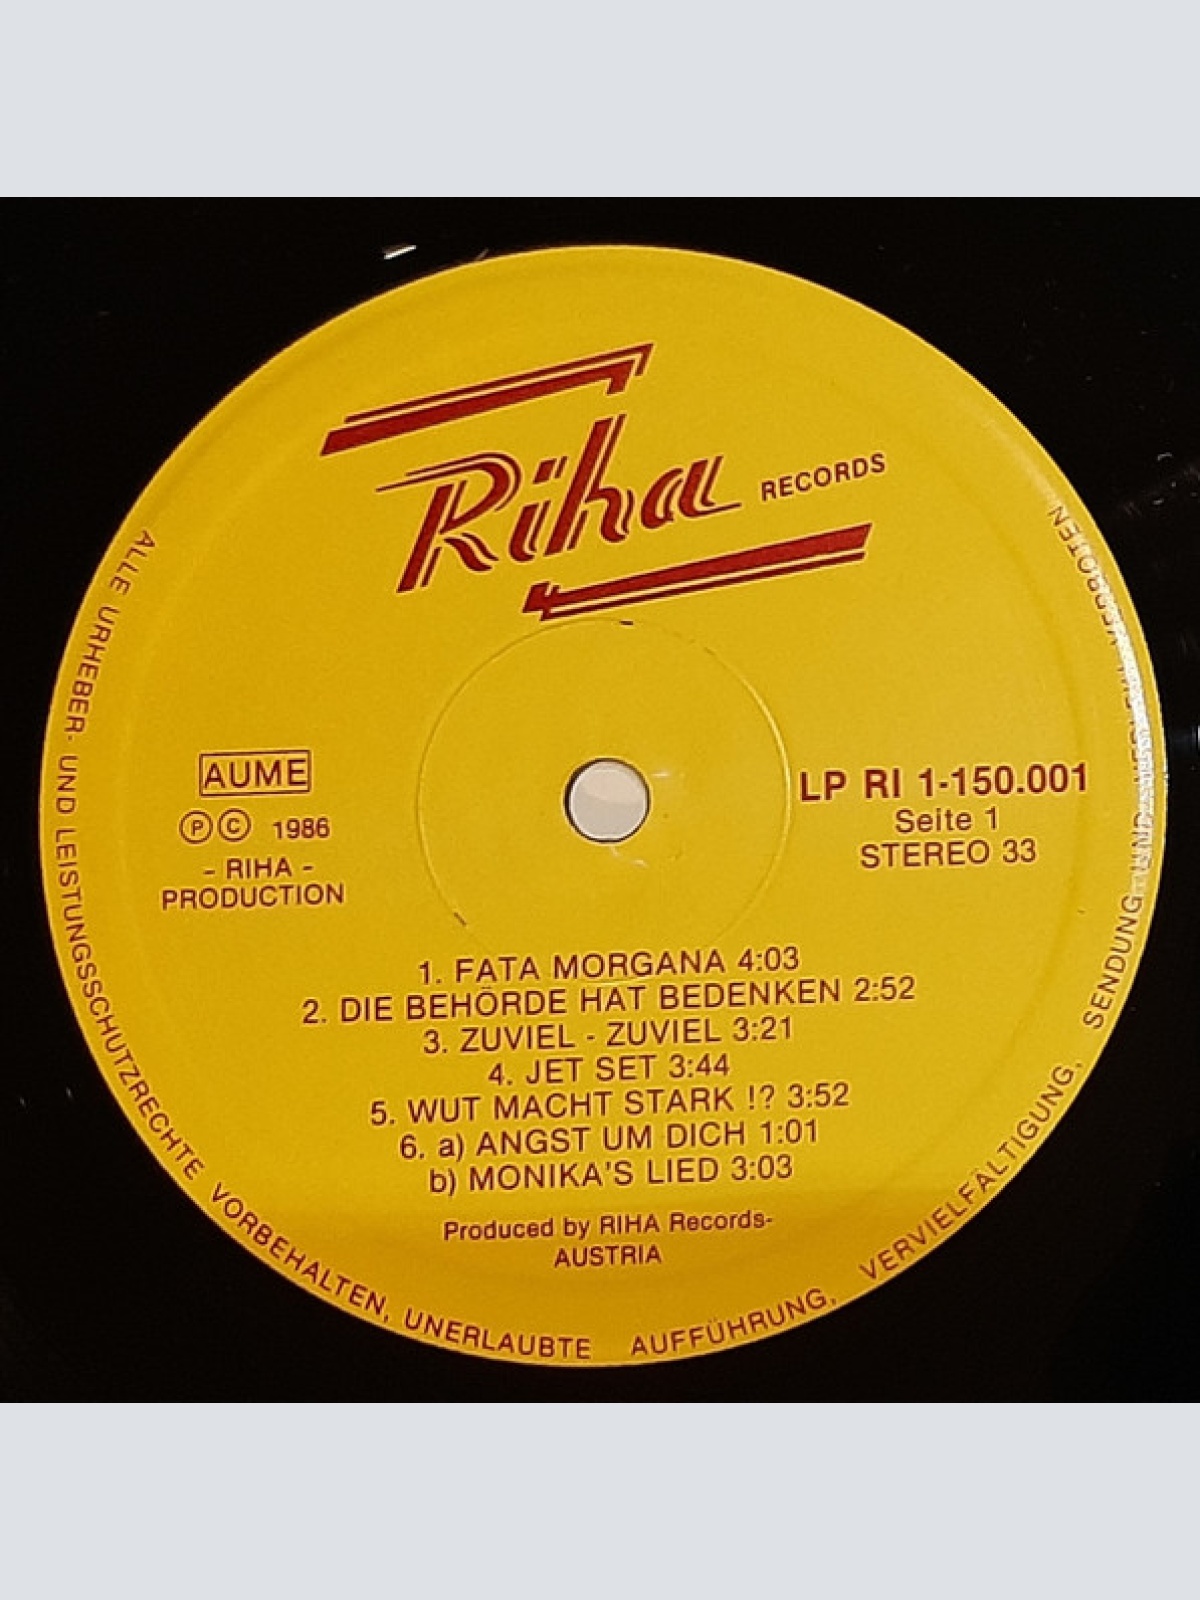 Riha RECORDS
AUME
Ⓟ Ⓒ 1986
- RIHA -
PRODUCTION
LP RI 1-150.001
Seite 1
STEREO 33
1. FATA MORGANA 4:03
2. DIE BEHÖRDE HAT BEDENKEN 2:52
3. ZUVIEL - ZUVIEL 3:21
4. JET SET 3:44
5. WUT MACHT STARK !? 3:52
6. a) ANGST UM DICH 1:01
b) MONIKA'S LIED 3:03
Produced by RIHA Records-
AUSTRIA
ALLE URHEBER- UND LEISTUNGSSCHUTZRECHTE VORBEHALTEN, UNERLAUBTE AUFFÜHRUNG, VERVIELFÄLTIGUNG, SENDUNG UND VERBOTEN